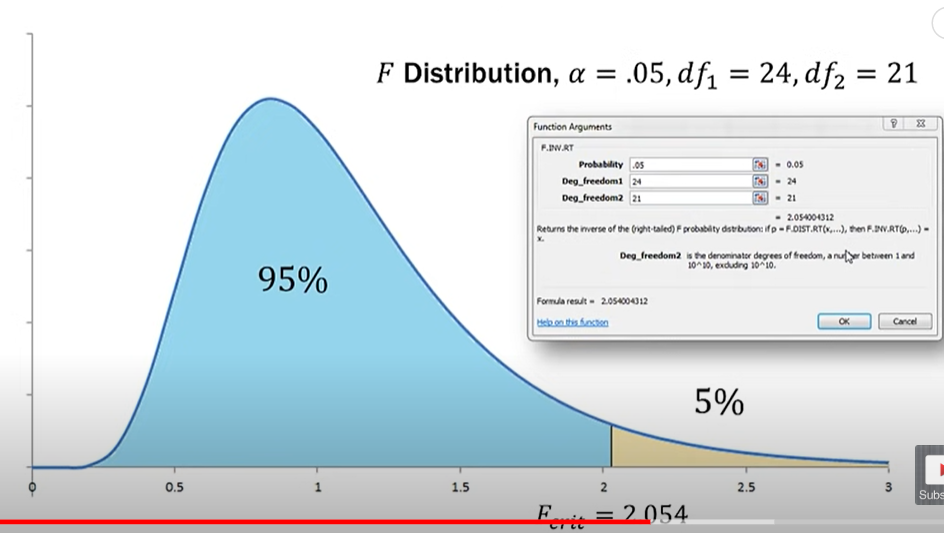 F Distribution, α = .05, df₁ = 24, df₂ = 21
Function Arguments
F.INV.RT
Probability .05 = 0.05
Deg_freedom1 24 = 24
Deg_freedom2 21 = 21
= 2.054004312
Returns the inverse of the (right-tailed) F probability distribution: if p = F.DIST.RT(x,...), then F.INV.RT(p,...) =
x.
Deg_freedom2 is the denominator degrees of freedom, a number between 1 and
10^10, excluding 10^10.
Formula result = 2.054004312
Help on this function
OK Cancel
95%
5%
0 0.5 1 1.5 2 2.5 3
F_crit = 2.054
Subs